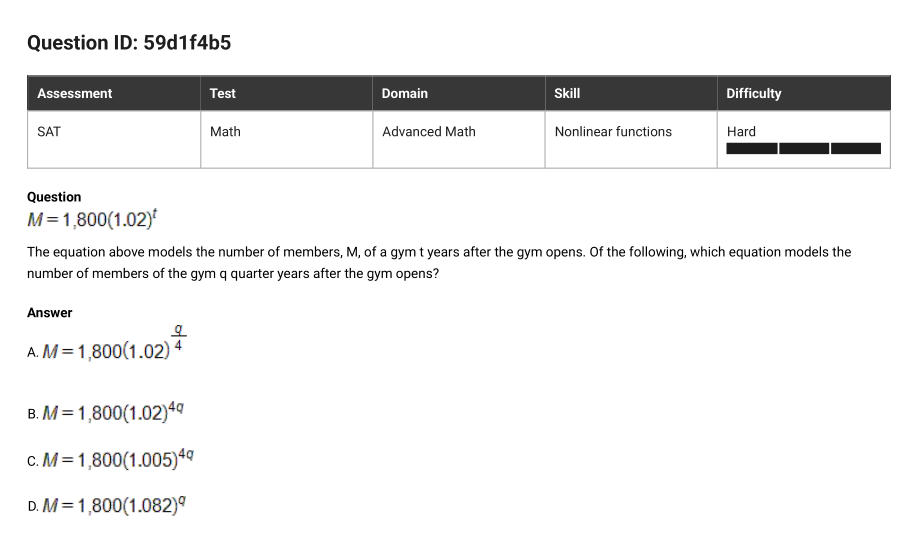 Question ID: 59d1f4b5
Assessment Test Domain Skill Difficulty
SAT Math Advanced Math Nonlinear functions Hard
Question
M = 1,800(1.02)^t
The equation above models the number of members, M, of a gym t years after the gym opens. Of the following, which equation models the
number of members of the gym q quarter years after the gym opens?
Answer
A. M = 1,800(1.02)^(q/4)
B. M = 1,800(1.02)^(4q)
C. M = 1,800(1.005)^(4q)
D. M = 1,800(1.082)^q